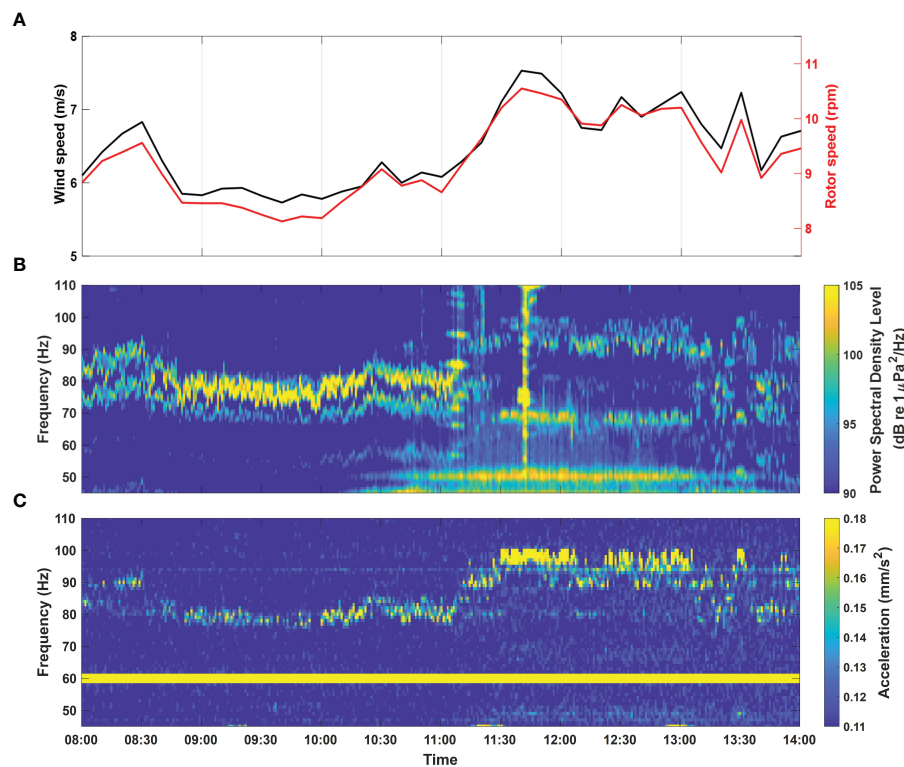 A
8
7
6
5
Wind speed (m/s)
11
10
9
8
Rotor speed (rpm)
B
110
100
90
80
70
60
50
Frequency (Hz)
105
100
95
90
Power Spectral Density Level
(dB re 1 μPa²/Hz)
C
110
100
90
80
70
60
50
Frequency (Hz)
0.18
0.17
0.16
0.15
0.14
0.13
0.12
0.11
Acceleration (mm/s²)
08:00 08:30 09:00 09:30 10:00 10:30 11:00 11:30 12:00 12:30 13:00 13:30 14:00
Time